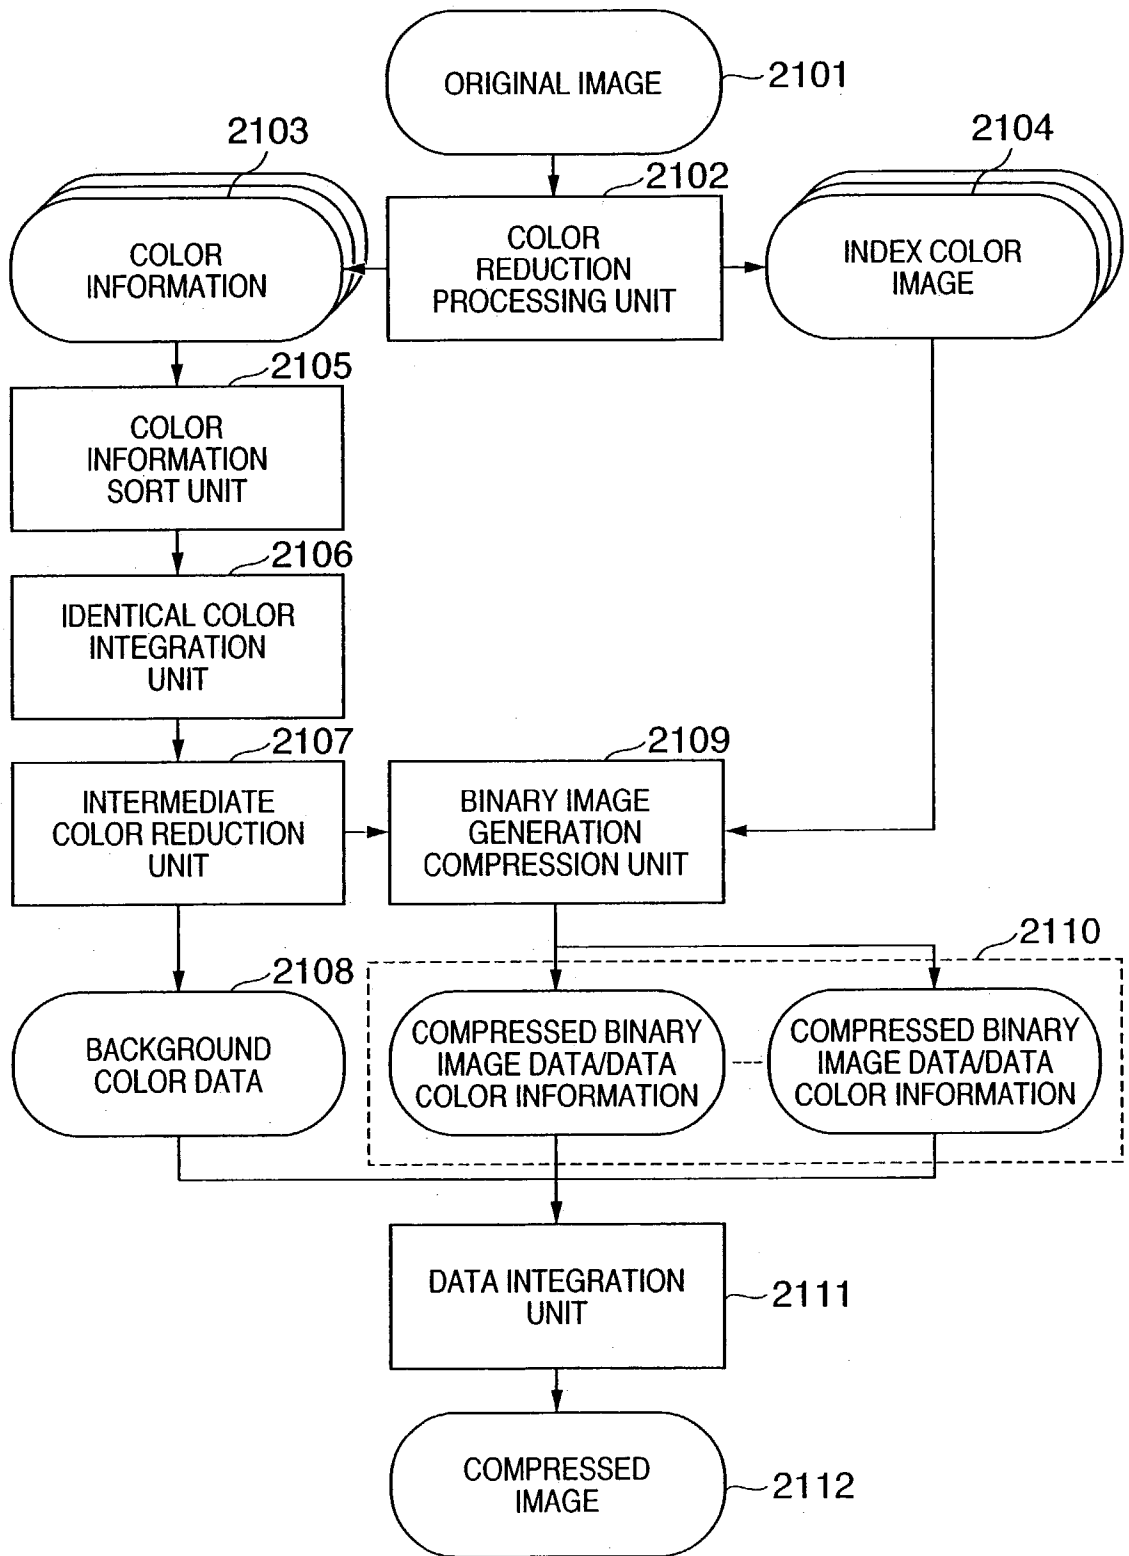 ORIGINAL IMAGE
2101
2103
2104
2102
COLOR
INFORMATION
COLOR
REDUCTION
PROCESSING UNIT
INDEX COLOR
IMAGE
2105
COLOR
INFORMATION
SORT UNIT
2106
IDENTICAL COLOR
INTEGRATION
UNIT
2107
INTERMEDIATE
COLOR REDUCTION
UNIT
2109
BINARY IMAGE
GENERATION
COMPRESSION UNIT
2110
2108
BACKGROUND
COLOR DATA
COMPRESSED BINARY
IMAGE DATA/DATA
COLOR INFORMATION
COMPRESSED BINARY
IMAGE DATA/DATA
COLOR INFORMATION
DATA INTEGRATION
UNIT
2111
COMPRESSED
IMAGE
2112